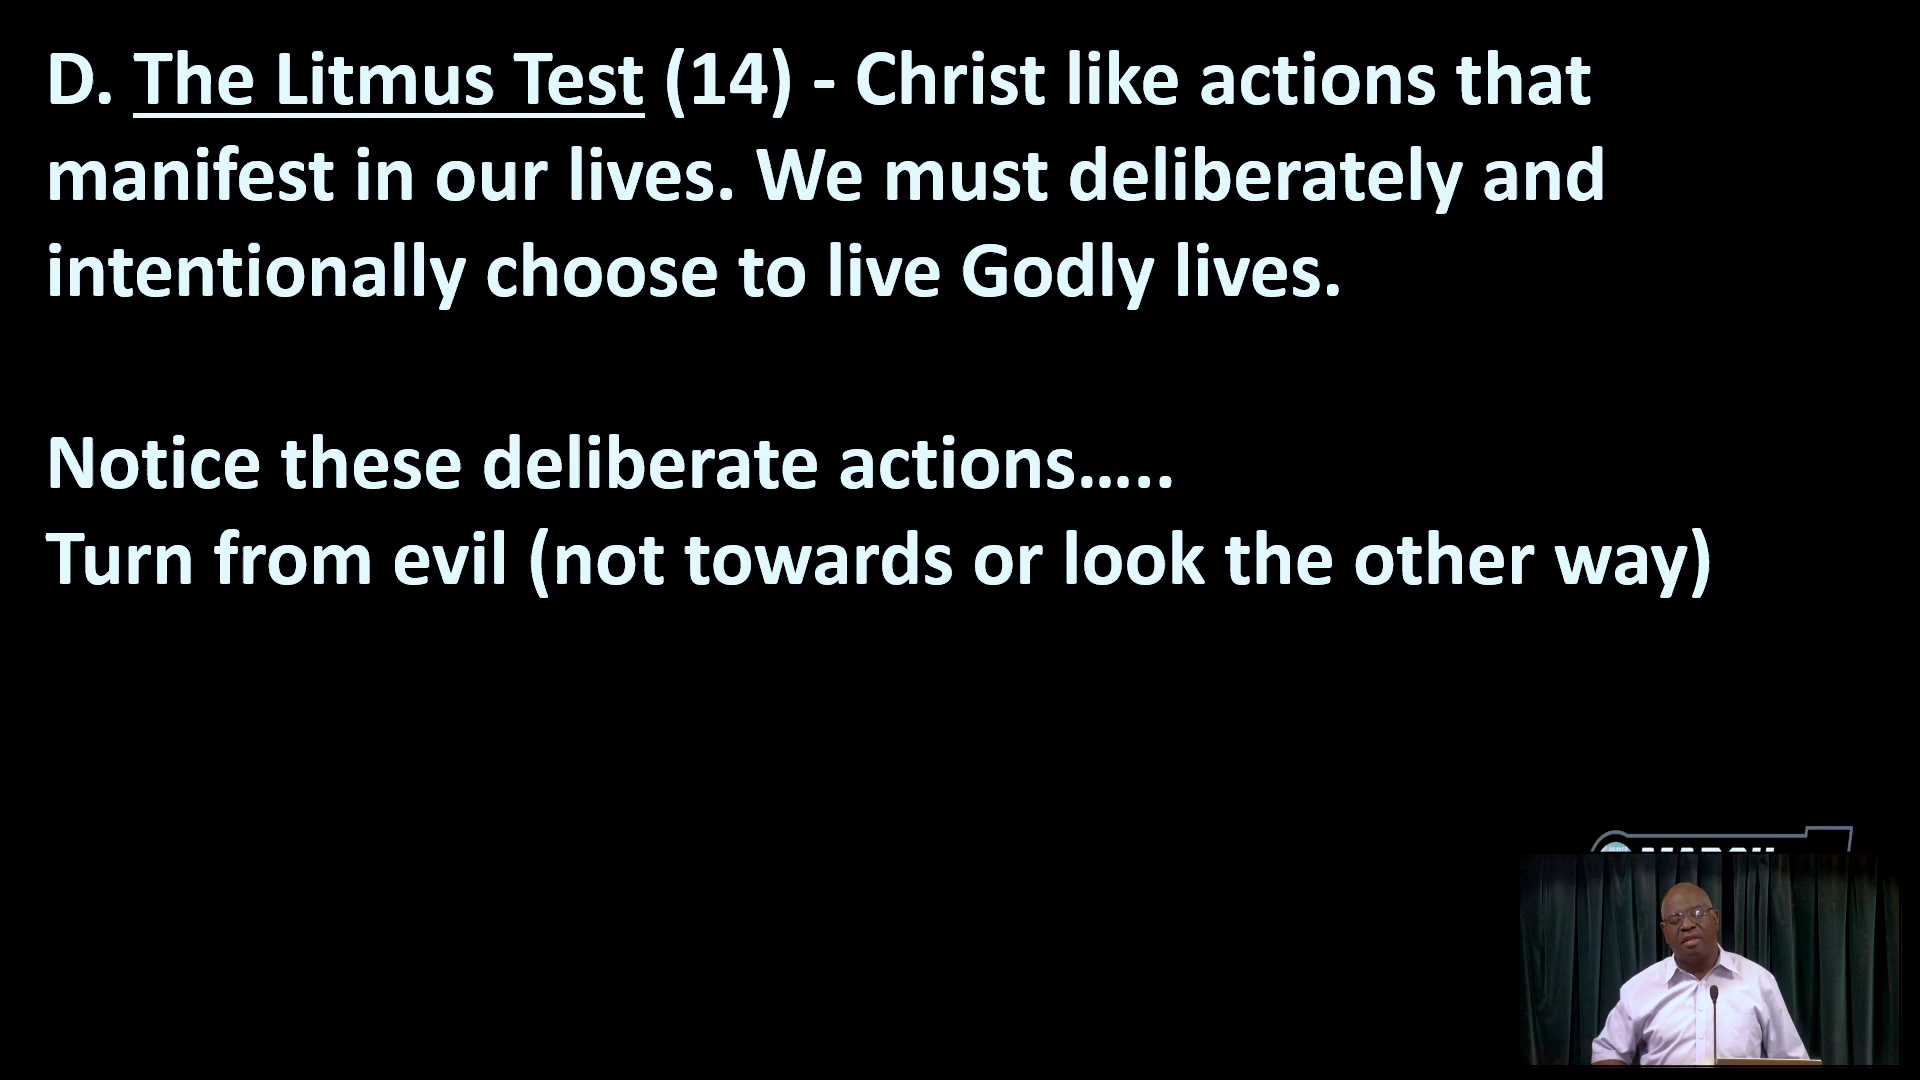 D. The Litmus Test (14) - Christ like actions that
manifest in our lives. We must deliberately and
intentionally choose to live Godly lives.
Notice these deliberate actions…..
Turn from evil (not towards or look the other way)